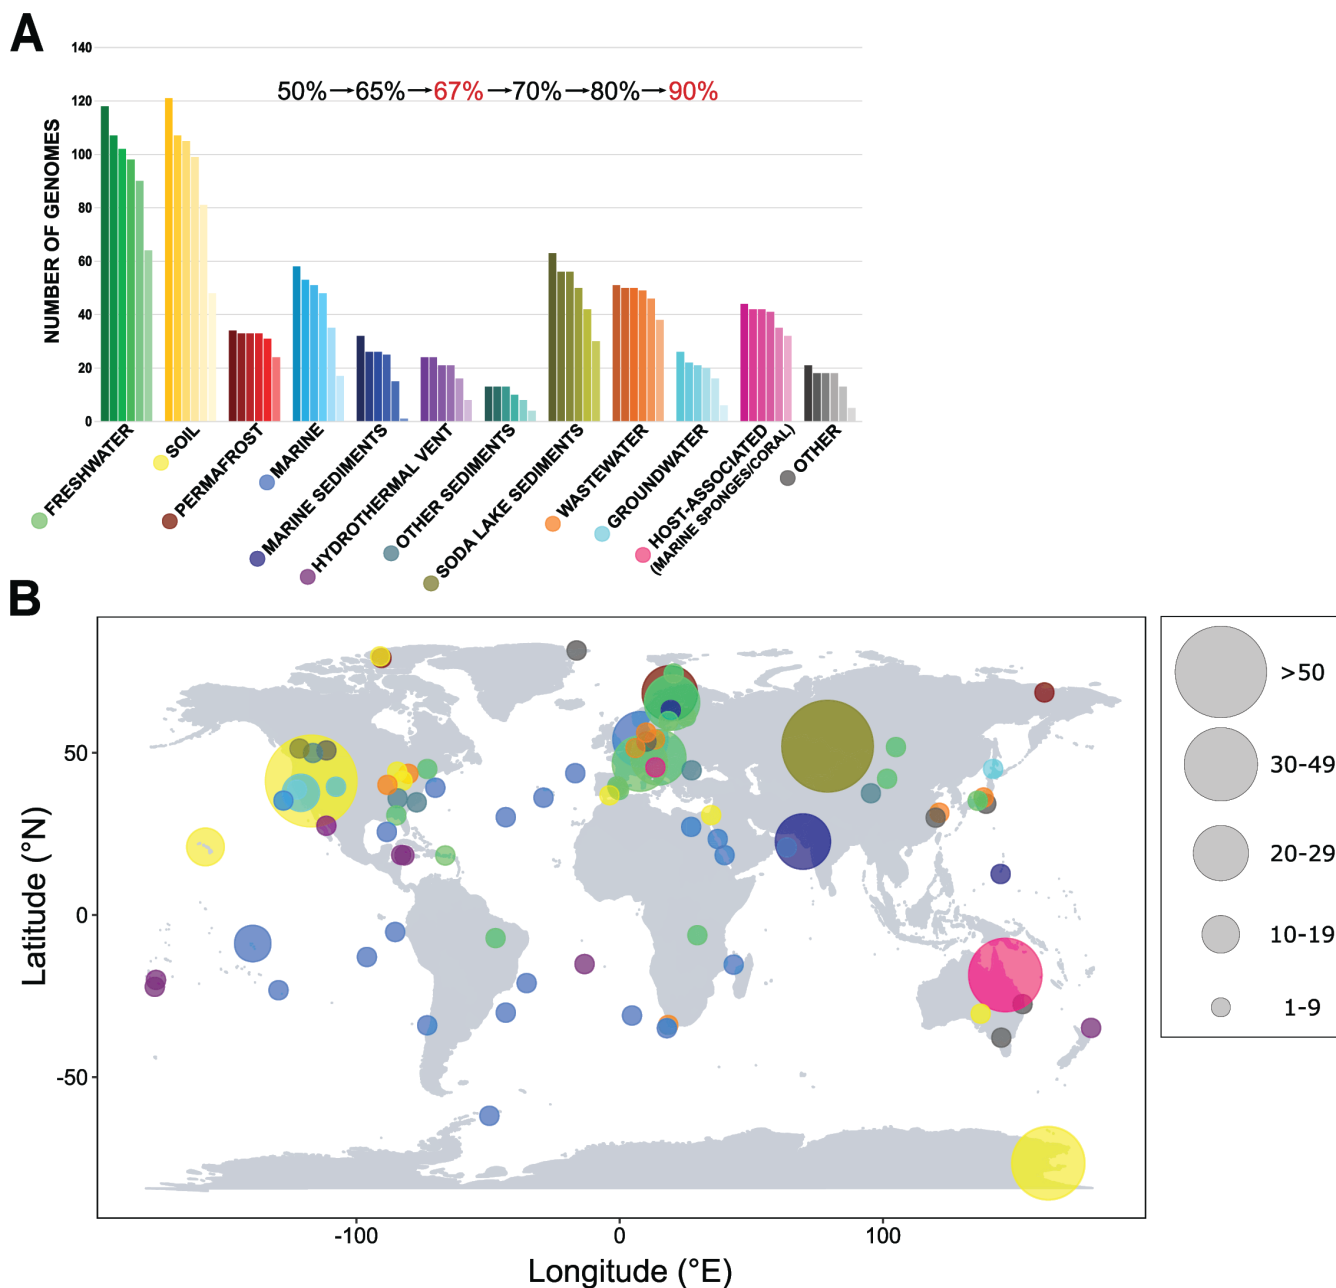 A
140
120
100
80
60
40
20
0
NUMBER OF GENOMES
50%→65%→67%→70%→80%→90%
FRESHWATER
SOIL
PERMAFROST
MARINE
MARINE SEDIMENTS
HYDROTHERMAL VENT
OTHER SEDIMENTS
SODA LAKE SEDIMENTS
WASTEWATER
GROUNDWATER
HOST-ASSOCIATED
(MARINE SPONGES/CORAL)
OTHER
B
50
0
-50
Latitude (°N)
-100
0
100
Longitude (°E)
>50
30-49
20-29
10-19
1-9